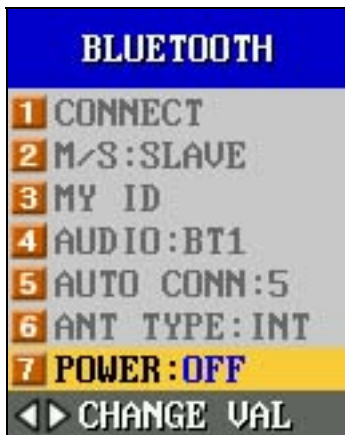 BLUETOOTH
1 CONNECT
2 M/S:SLAVE
3 MY ID
4 AUDIO:BT1
5 AUTO CONN:5
6 ANT TYPE:INT
7 POWER:OFF
◁▷ CHANGE VAL